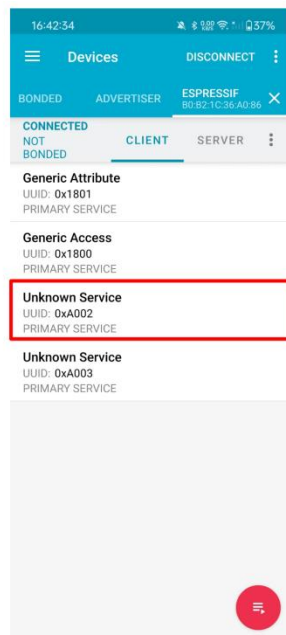 16:42:34
37%
Devices
DISCONNECT
BONDED ADVERTISER ESPRESSIF
B0:B2:1C:36:A0:86
CONNECTED
NOT
BONDED
CLIENT SERVER
Generic Attribute
UUID: 0x1801
PRIMARY SERVICE
Generic Access
UUID: 0x1800
PRIMARY SERVICE
Unknown Service
UUID: 0xA002
PRIMARY SERVICE
Unknown Service
UUID: 0xA003
PRIMARY SERVICE